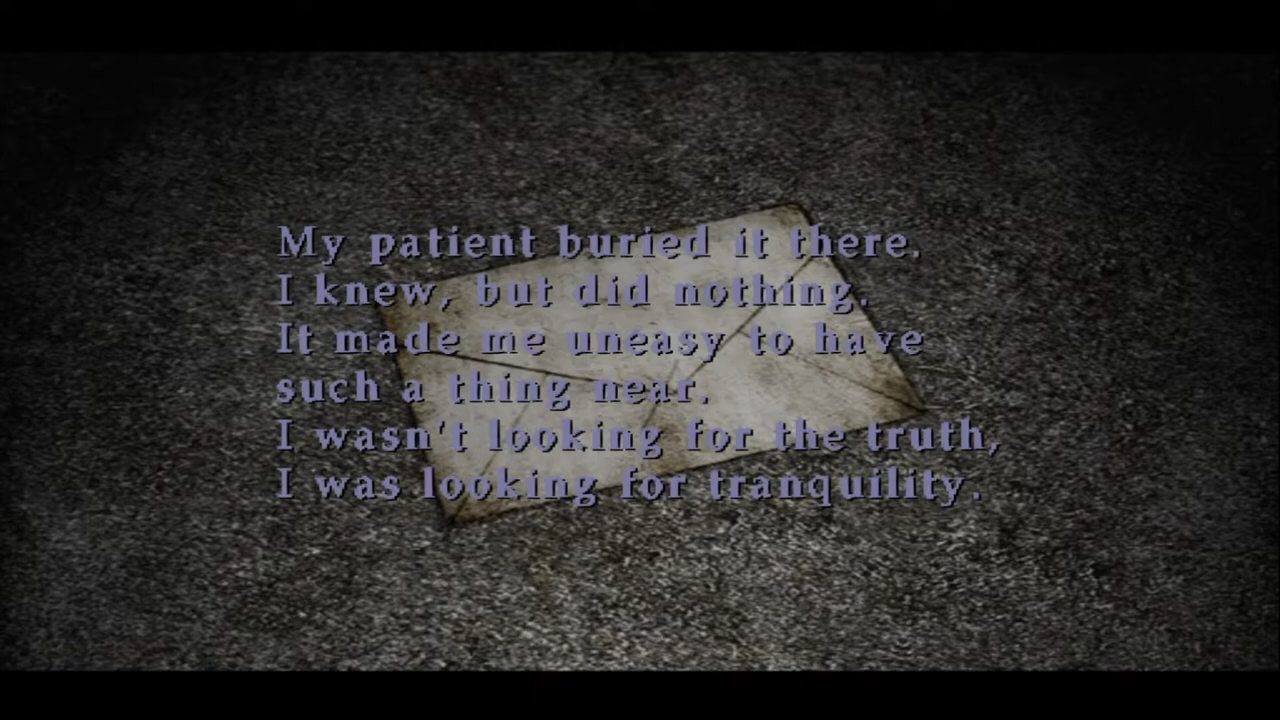 My patient buried it there.
I knew, but did nothing.
It made me uneasy to have
such a thing near.
I wasn't looking for the truth,
I was looking for tranquility.